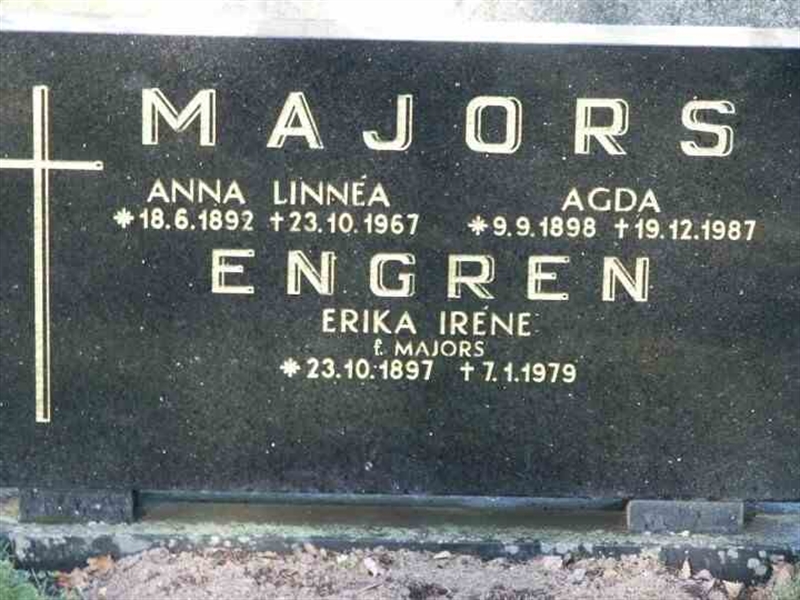 MAJORS
ANNA LINNÉA AGDA
*18.6.1892 †23.10.1967 *9.9.1898 †19.12.1987
ENGREN
ERIKA IRÉNE
f. MAJORS
*23.10.1897 †7.1.1979